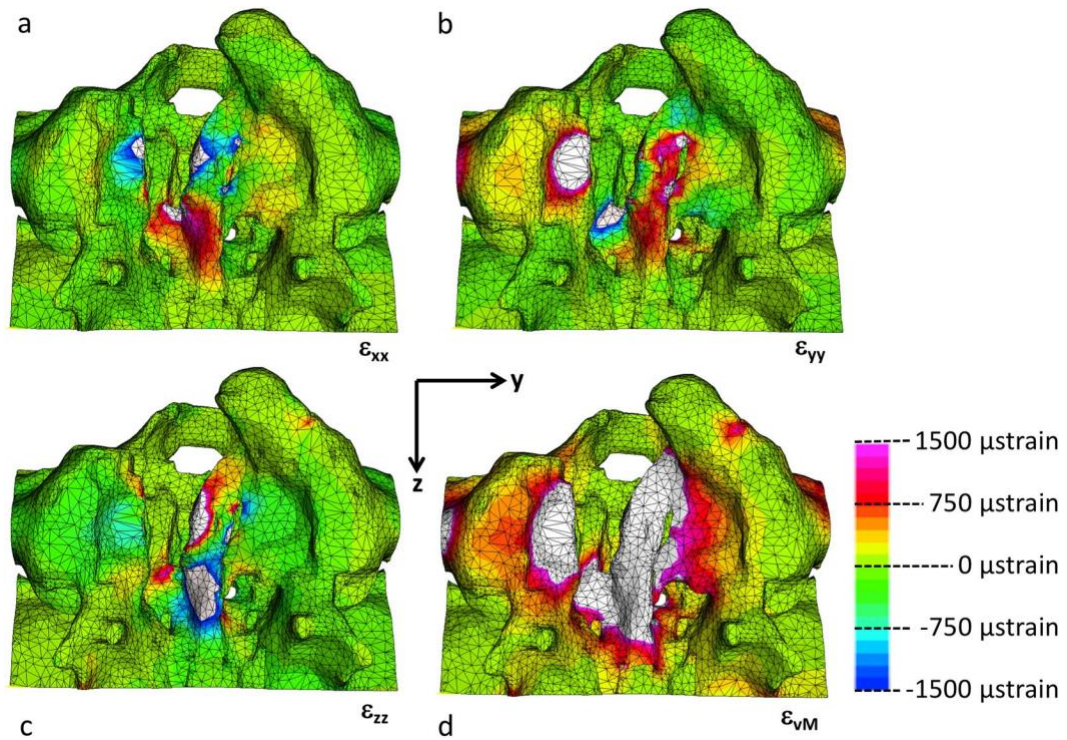 a
b
εxx
εyy
y
z
1500 µstrain
750 µstrain
0 µstrain
-750 µstrain
-1500 µstrain
c
εzz
d
εvM